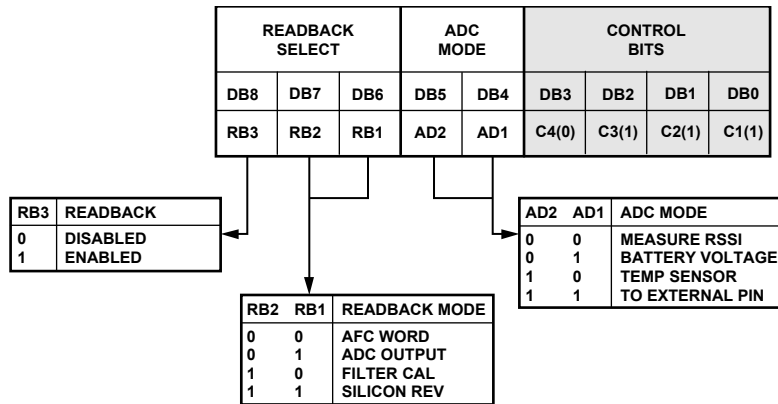 READBACK SELECT ADC MODE CONTROL BITS
DB8 DB7 DB6 DB5 DB4 DB3 DB2 DB1 DB0
RB3 RB2 RB1 AD2 AD1 C4(0) C3(1) C2(1) C1(1)
RB3 READBACK
0 DISABLED
1 ENABLED
RB2 RB1 READBACK MODE
0 0 AFC WORD
0 1 ADC OUTPUT
1 0 FILTER CAL
1 1 SILICON REV
AD2 AD1 ADC MODE
0 0 MEASURE RSSI
0 1 BATTERY VOLTAGE
1 0 TEMP SENSOR
1 1 TO EXTERNAL PIN